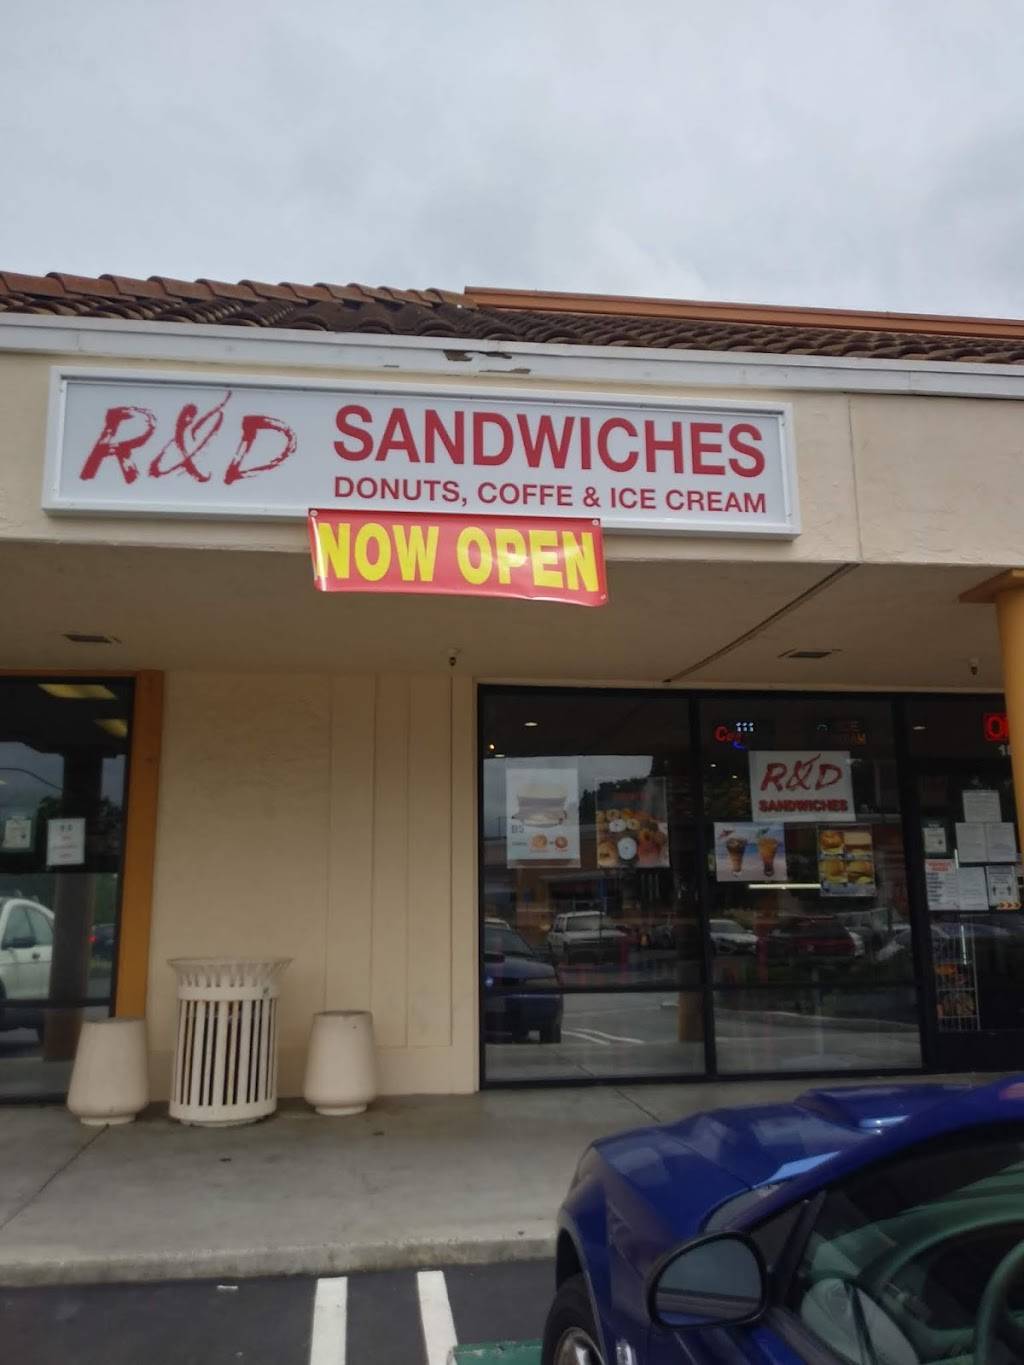 R&D SANDWICHES
DONUTS, COFFE & ICE CREAM
NOW OPEN
R&D
SANDWICHES